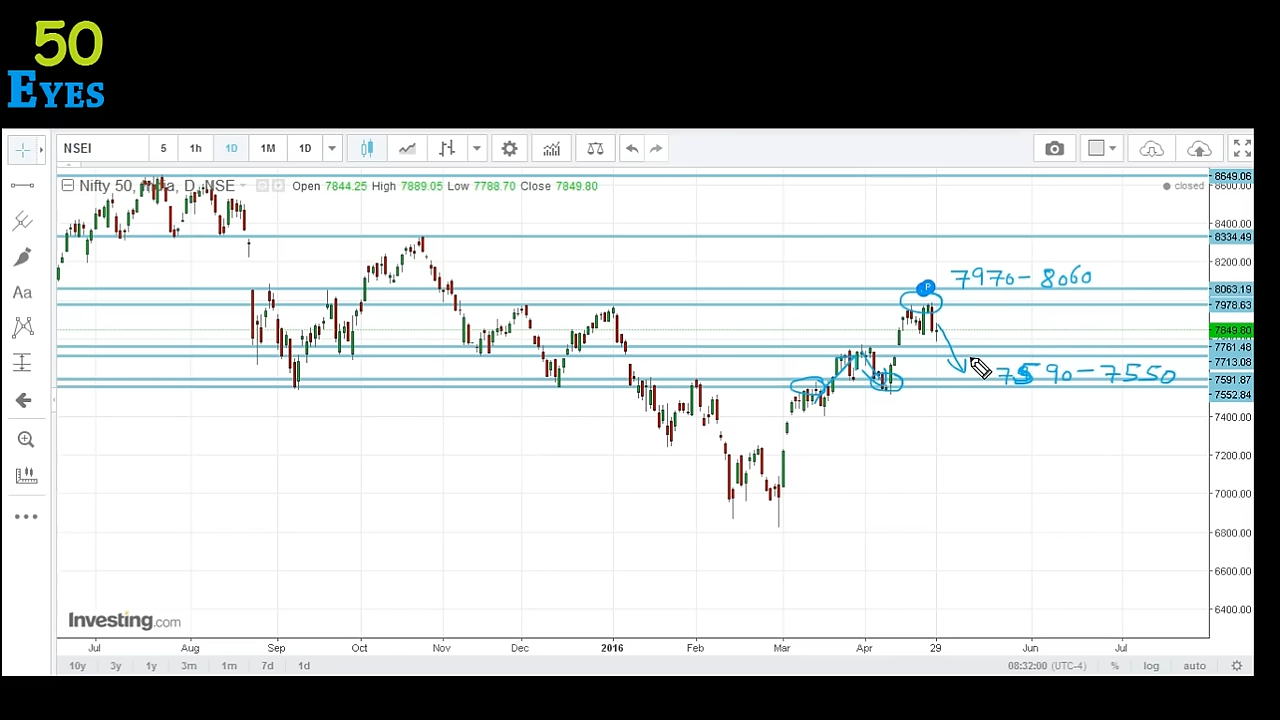 50
EYES
NSEI 5 1h 1D 1M 1D
Nifty 50, India, D, NSE Open 7844.25 High 7889.05 Low 7788.70 Close 7849.80
closed
8649.06
8600.00
8400.00
8334.49
8200.00
8063.19
7978.63
7849.80
7761.48
7713.08
7591.87
7552.84
7400.00
7200.00
7000.00
6800.00
6600.00
6400.00
P
7970-8060
7590-7550
Investing.com
Jul Aug Sep Oct Nov Dec 2016 Feb Mar Apr 29 Jun Jul
10y 3y 1y 3m 1m 7d 1d 08:32:00 (UTC-4) % log auto
Aa